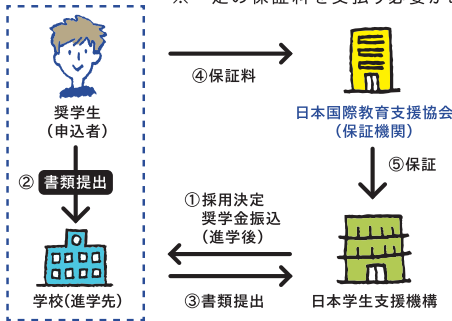 ④保証料
奨学生
(申込者)
日本国際教育支援協会
(保証機関)
②書類提出
⑤保証
①採用決定
奨学金振込
(進学後)
学校(進学先)
③書類提出
日本学生支援機構